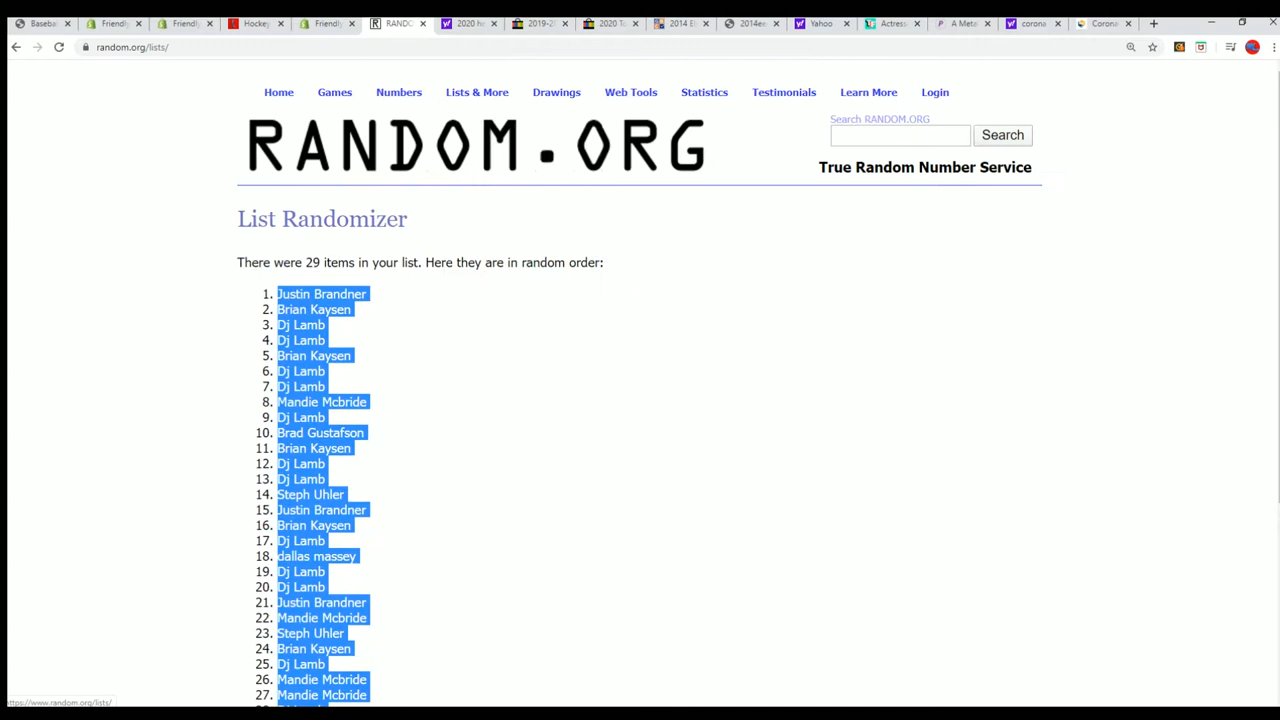 Baseba
Friendly
Friendly
Hockey
Friendly
RANDO
2020 he
2019-20
2020 To
2014 El
2014ee
Yahoo
Actress
A Meta
corona
Corona
random.org/lists/
Home Games Numbers Lists & More Drawings Web Tools Statistics Testimonials Learn More Login
RANDOM.ORG
Search RANDOM.ORG
Search
True Random Number Service
List Randomizer
There were 29 items in your list. Here they are in random order:
1. Justin Brandner
2. Brian Kaysen
3. Dj Lamb
4. Dj Lamb
5. Brian Kaysen
6. Dj Lamb
7. Dj Lamb
8. Mandie Mcbride
9. Dj Lamb
10. Brad Gustafson
11. Brian Kaysen
12. Dj Lamb
13. Dj Lamb
14. Steph Uhler
15. Justin Brandner
16. Brian Kaysen
17. Dj Lamb
18. dallas massey
19. Dj Lamb
20. Dj Lamb
21. Justin Brandner
22. Mandie Mcbride
23. Steph Uhler
24. Brian Kaysen
25. Dj Lamb
26. Mandie Mcbride
27. Mandie Mcbride
https://www.random.org/lists/